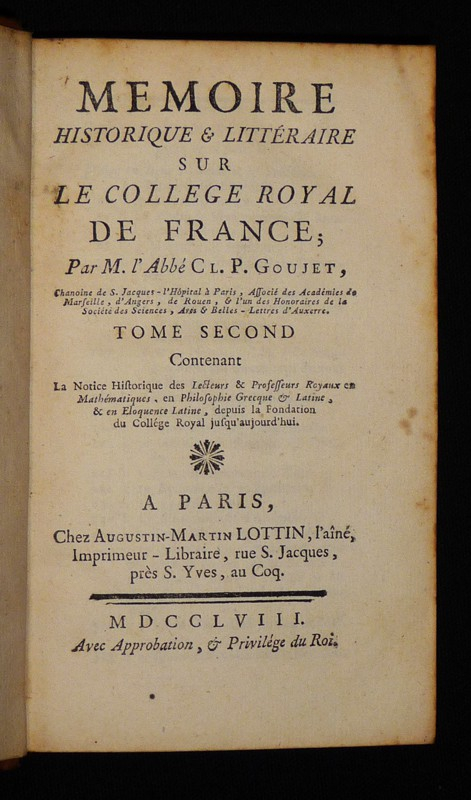 MEMOIRE
HISTORIQUE & LITTÉRAIRE
SUR
LE COLLEGE ROYAL
DE FRANCE;
Par M. l'Abbé CL. P. GOUJET,
Chanoine de S. Jacques-l'Hôpital à Paris, Aſſocié des Académies de
Marſeille, d'Angers, de Rouen, & l'un des Honoraires de la
Société des Sciences, Arts & Belles-Lettres d'Auxerre.
TOME SECOND
Contenant
La Notice Hiſtorique des Lecteurs & Profeſſeurs Royaux en
Mathématiques, en Philoſophie Grecque & Latine,
& en Eloquence Latine, depuis la Fondation
du Collége Royal juſqu'aujourd'hui.
A PARIS,
Chez AUGUSTIN-MARTIN LOTTIN, l'aîné,
Imprimeur-Libraire, rue S. Jacques,
près S. Yves, au Coq.
MDCCLVIII.
Avec Approbation, & Privilége du Roi.